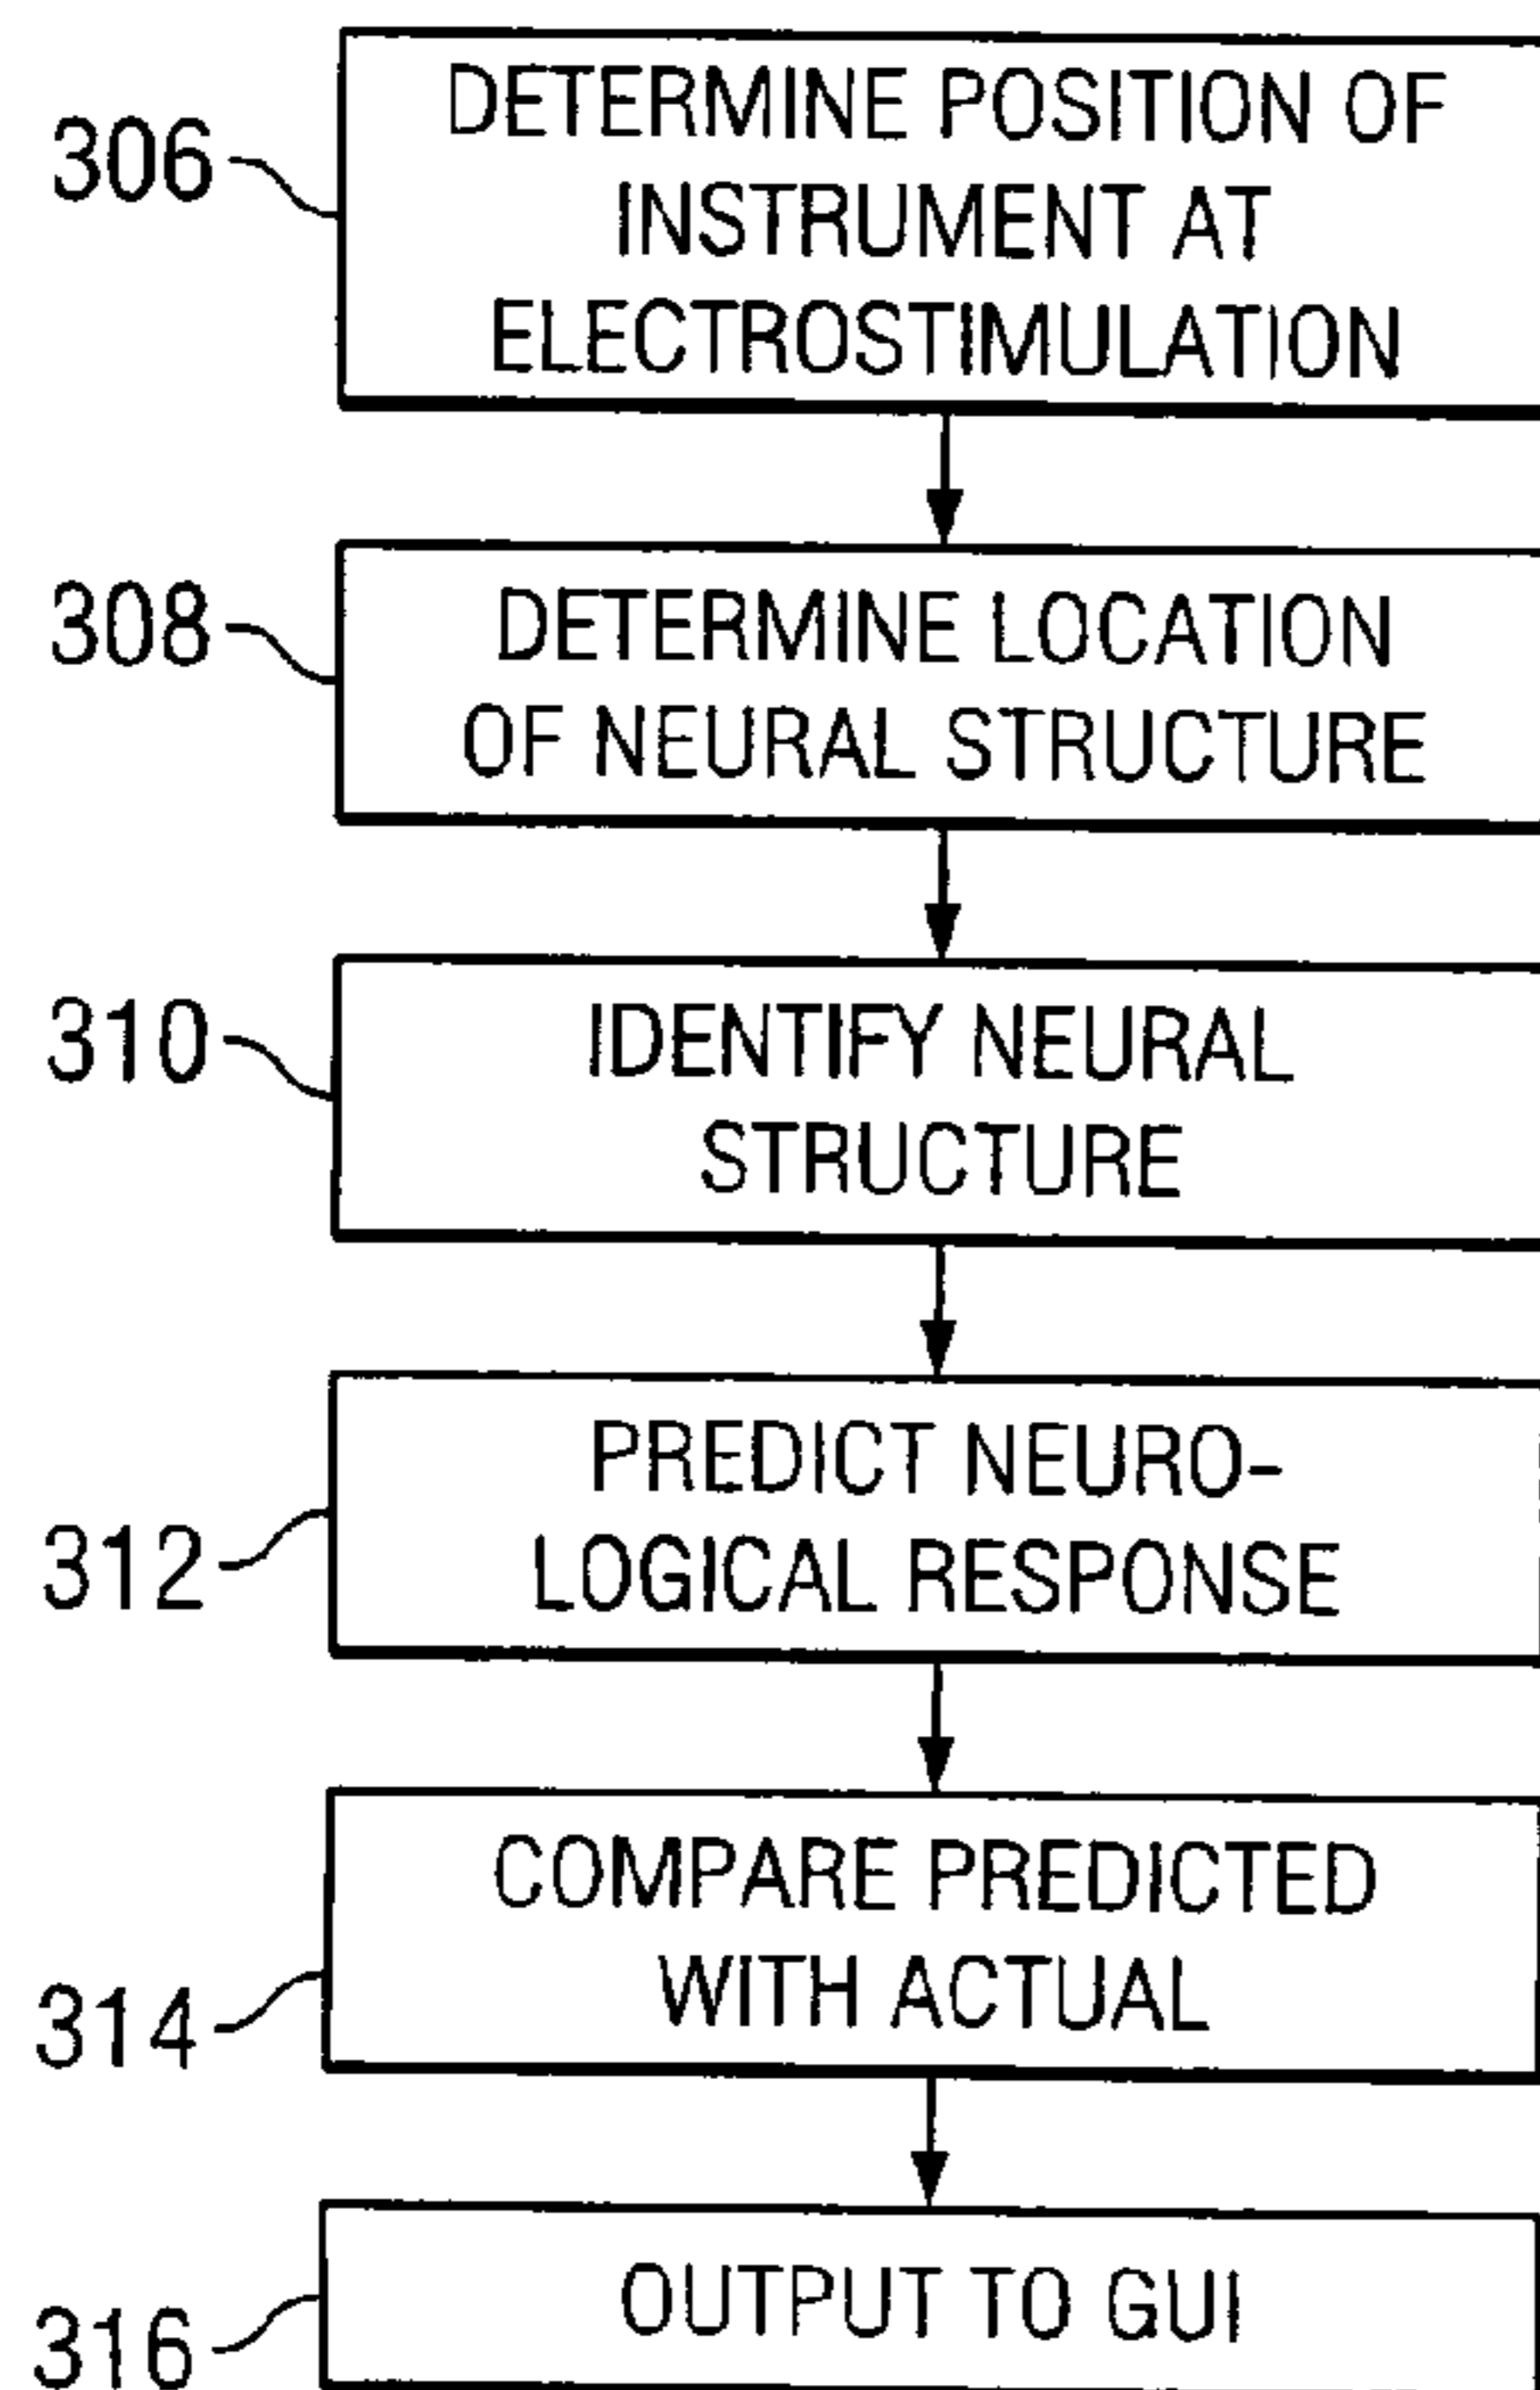 306
DETERMINE POSITION OF
INSTRUMENT AT
ELECTROSTIMULATION
308
DETERMINE LOCATION
OF NEURAL STRUCTURE
310
IDENTIFY NEURAL
STRUCTURE
312
PREDICT NEURO-
LOGICAL RESPONSE
314
COMPARE PREDICTED
WITH ACTUAL
316
OUTPUT TO GUI